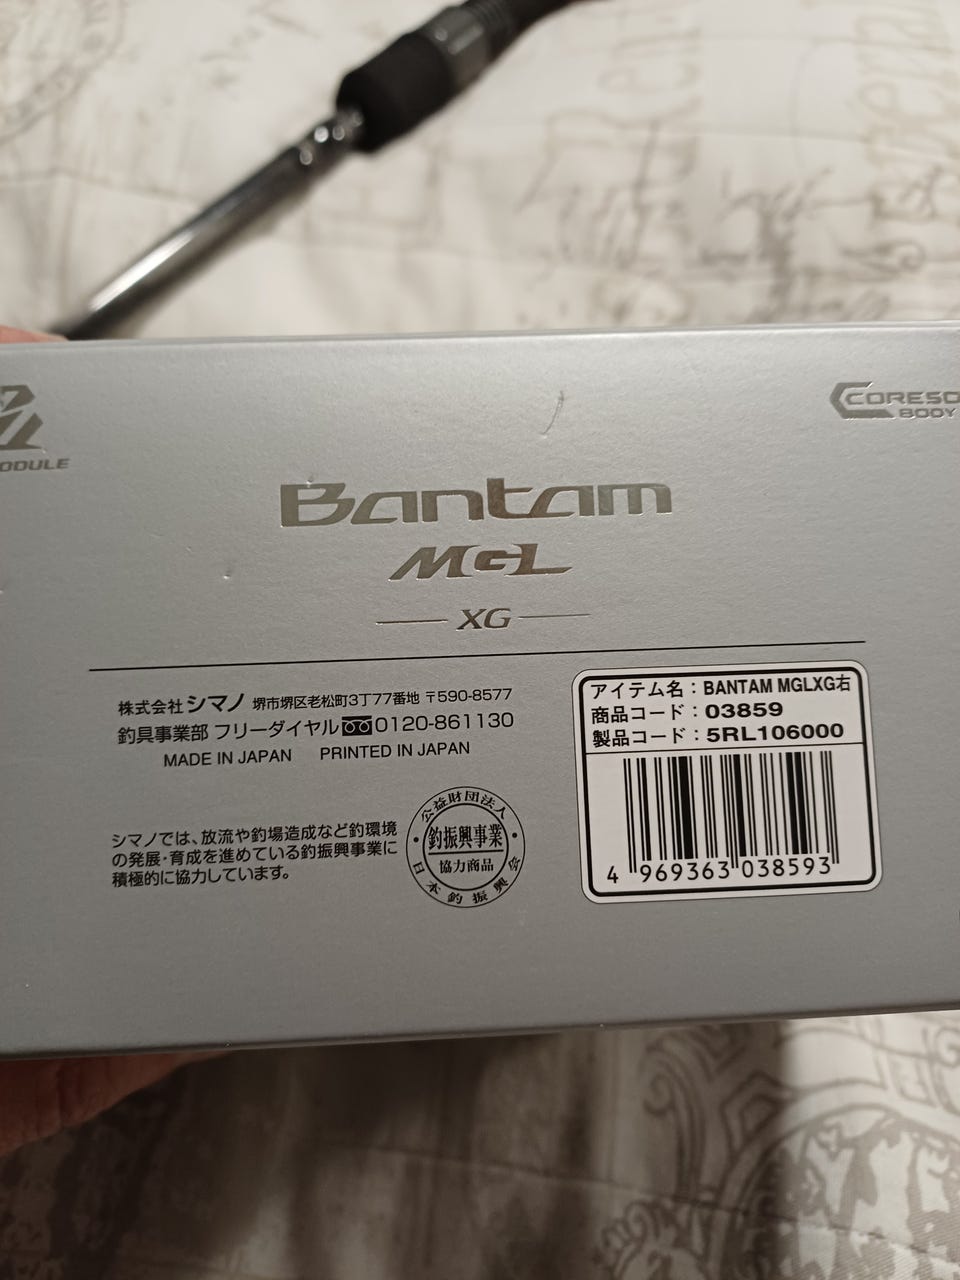 ODULE
CORESO
BODY
Bantam
MGL
XG
株式会社 シマノ 堺市堺区老松町3丁77番地 〒590-8577
釣具事業部 フリーダイヤル 0120-861130
MADE IN JAPAN PRINTED IN JAPAN
シマノでは、放流や釣場造成など釣環境
の発展・育成を進めている釣振興事業に
積極的に協力しています。
公益財団法人
釣振興事業
協力商品
日本釣振興会
アイテム名：BANTAM MGLXG右
商品コード：03859
製品コード：5RL106000
4 969363 038593